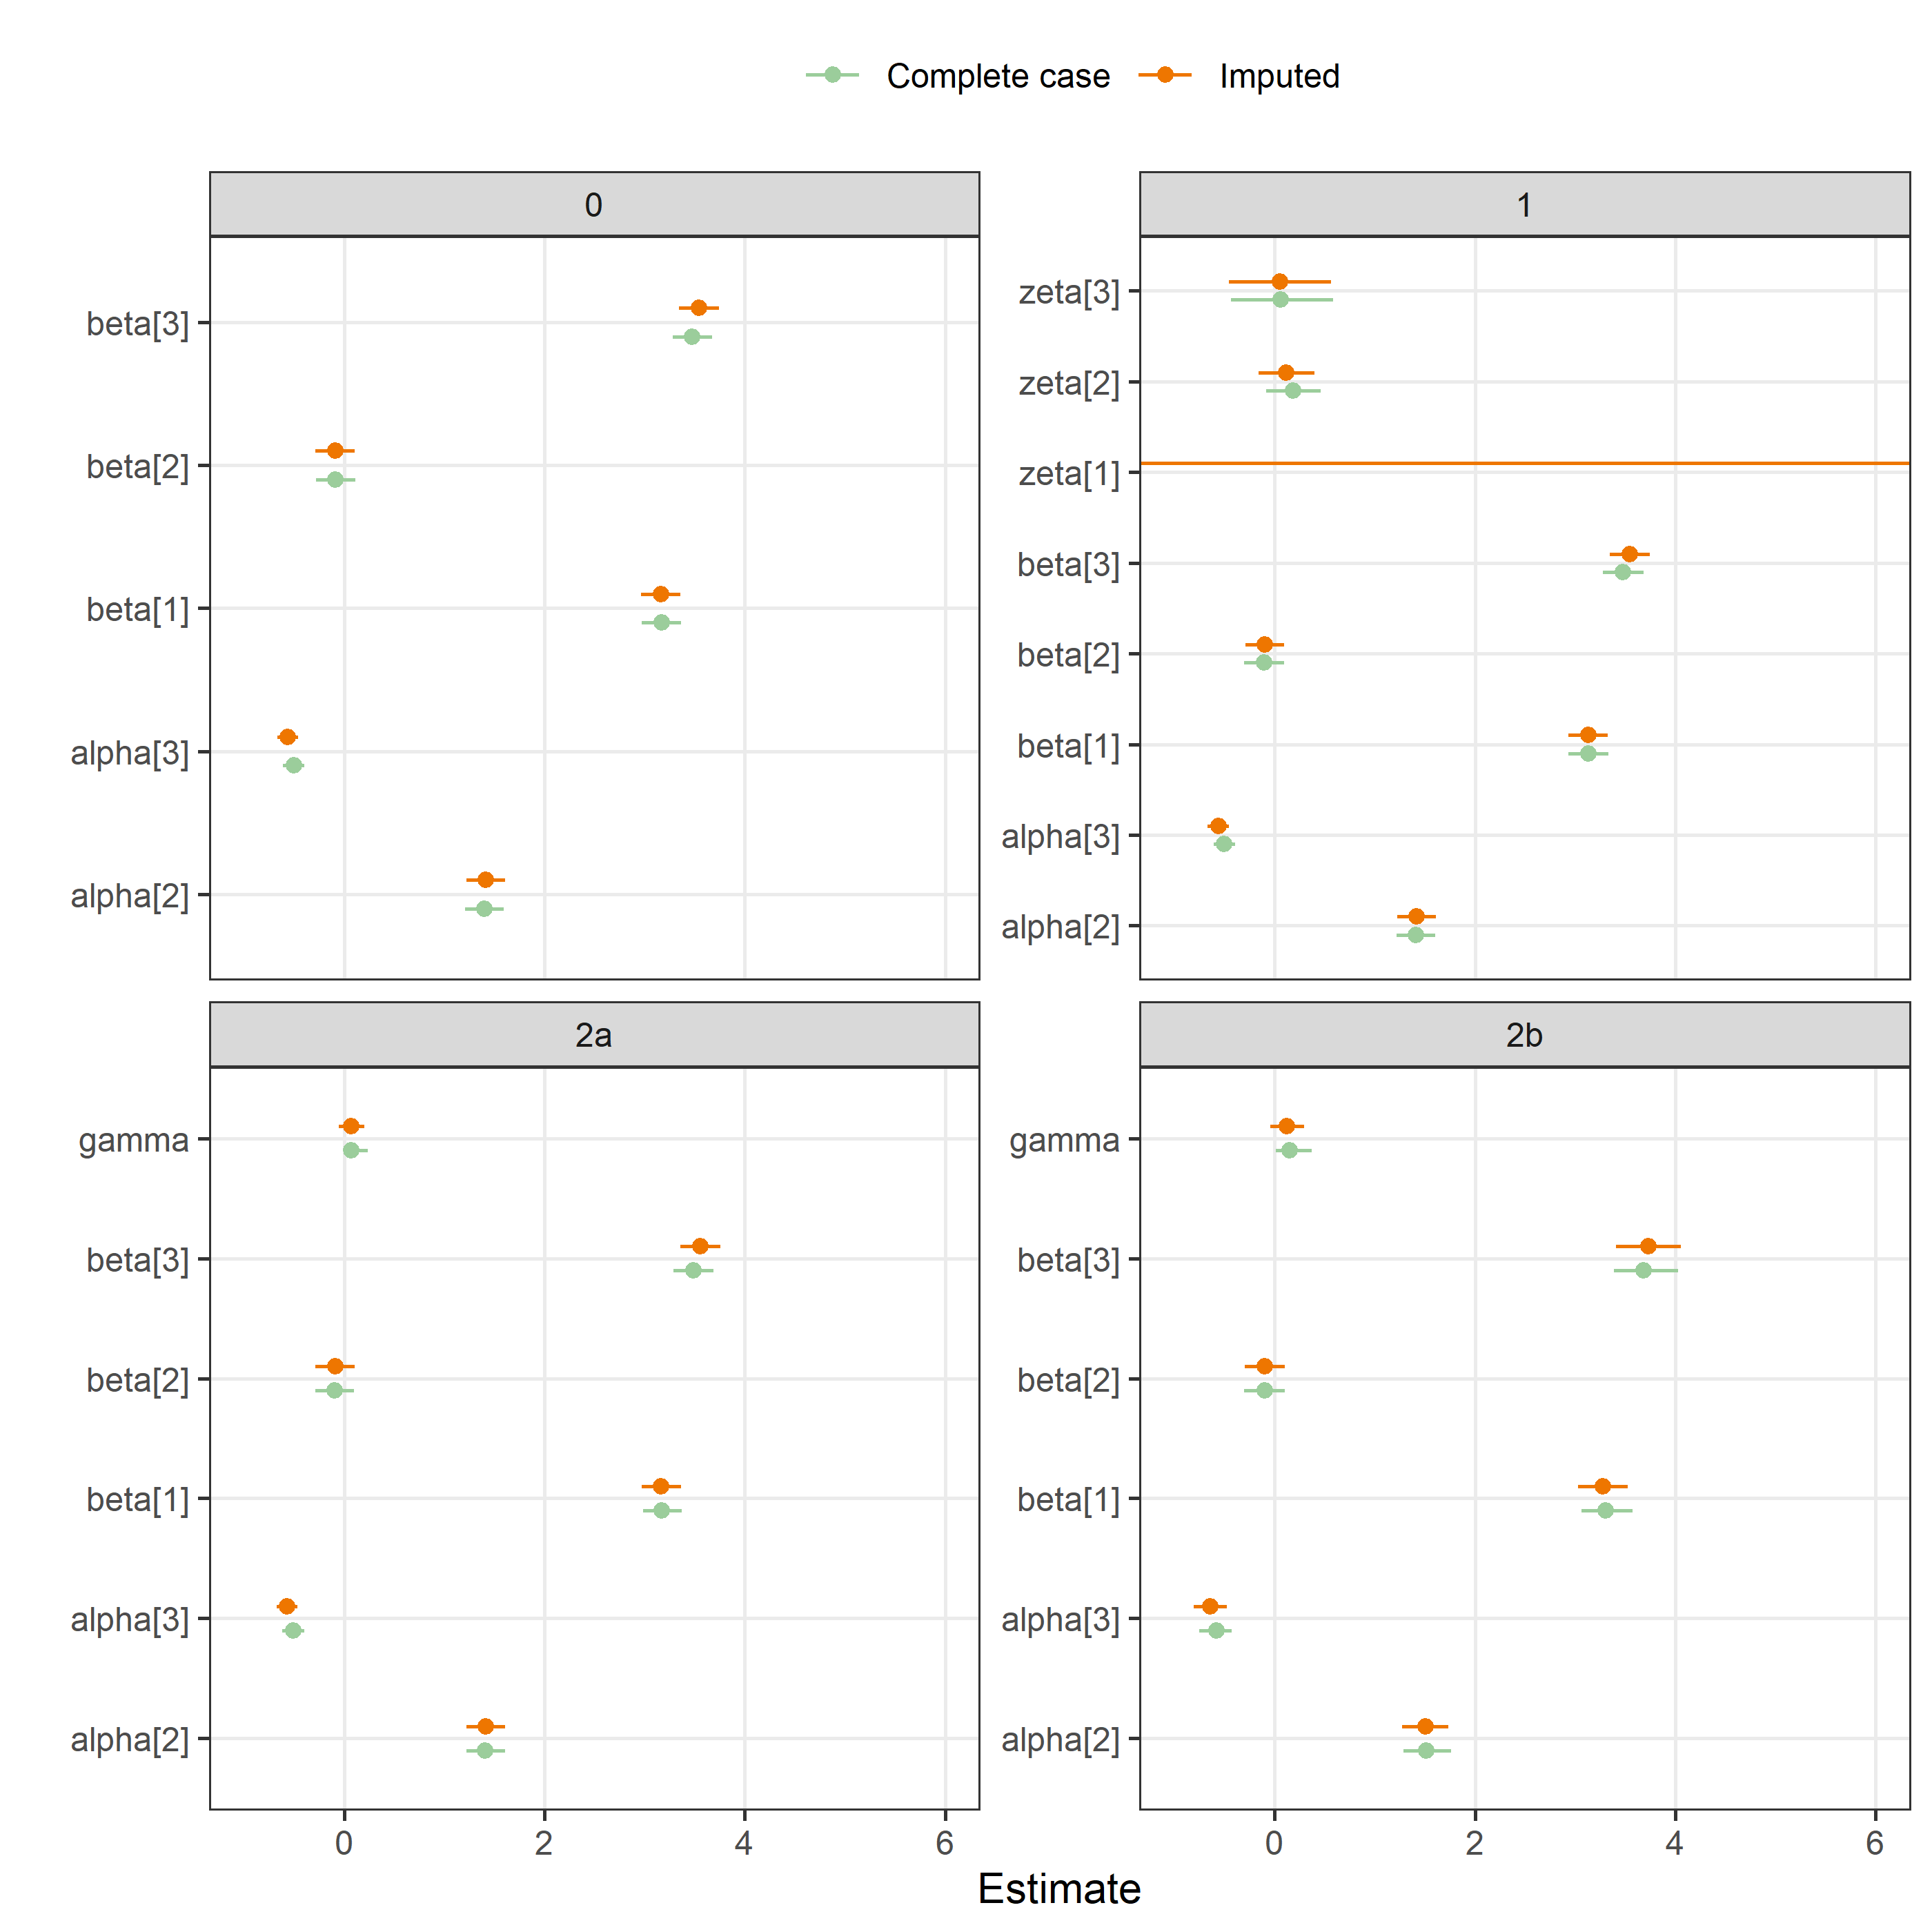 Complete case Imputed
0
beta[3]
beta[2]
beta[1]
alpha[3]
alpha[2]
1
zeta[3]
zeta[2]
zeta[1]
beta[3]
beta[2]
beta[1]
alpha[3]
alpha[2]
2a
gamma
beta[3]
beta[2]
beta[1]
alpha[3]
alpha[2]
0 2 4 6
2b
gamma
beta[3]
beta[2]
beta[1]
alpha[3]
alpha[2]
0 2 4 6
Estimate